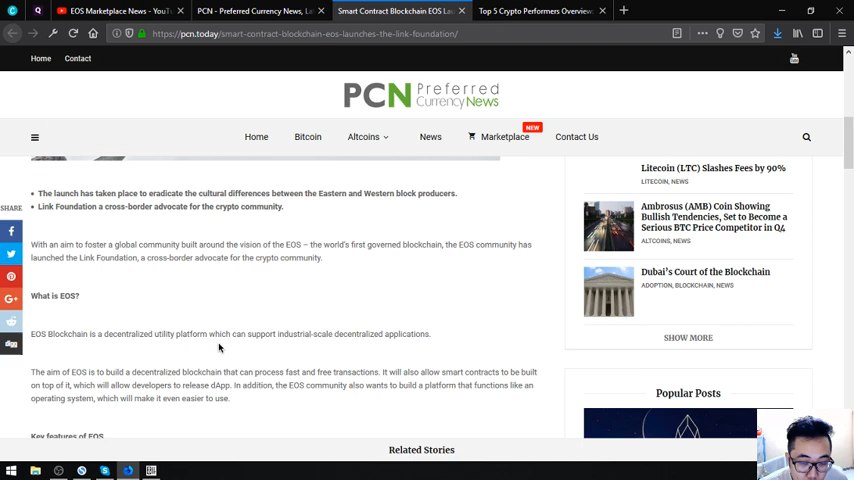 EOS Marketplace News - YouT
PCN - Preferred Currency News, La
Smart Contract Blockchain EOS La
Top 5 Crypto Performers Overview
https://pcn.today/smart-contract-blockchain-eos-launches-the-link-foundation/
Home Contact
PCN Preferred
Currency News
NEW
Home Bitcoin Altcoins News Marketplace Contact Us
Litecoin (LTC) Slashes Fees by 90%
LITECOIN, NEWS
• The launch has taken place to eradicate the cultural differences between the Eastern and Western block producers.
• Link Foundation a cross-border advocate for the crypto community.
SHARE
Ambrosus (AMB) Coin Showing
Bullish Tendencies, Set to Become a
Serious BTC Price Competitor in Q4
ALTCOINS, NEWS
With an aim to foster a global community built around the vision of the EOS – the world's first governed blockchain, the EOS community has
launched the Link Foundation, a cross-border advocate for the crypto community.
Dubai's Court of the Blockchain
ADOPTION, BLOCKCHAIN, NEWS
What is EOS?
EOS Blockchain is a decentralized utility platform which can support industrial-scale decentralized applications.
SHOW MORE
The aim of EOS is to build a decentralized blockchain that can process fast and free transactions. It will also allow smart contracts to be built
on top of it, which will allow developers to release dApp. In addition, the EOS community also wants to build a platform that functions like an
operating system, which will make it even easier to use.
Popular Posts
Key features of EOS
Related Stories